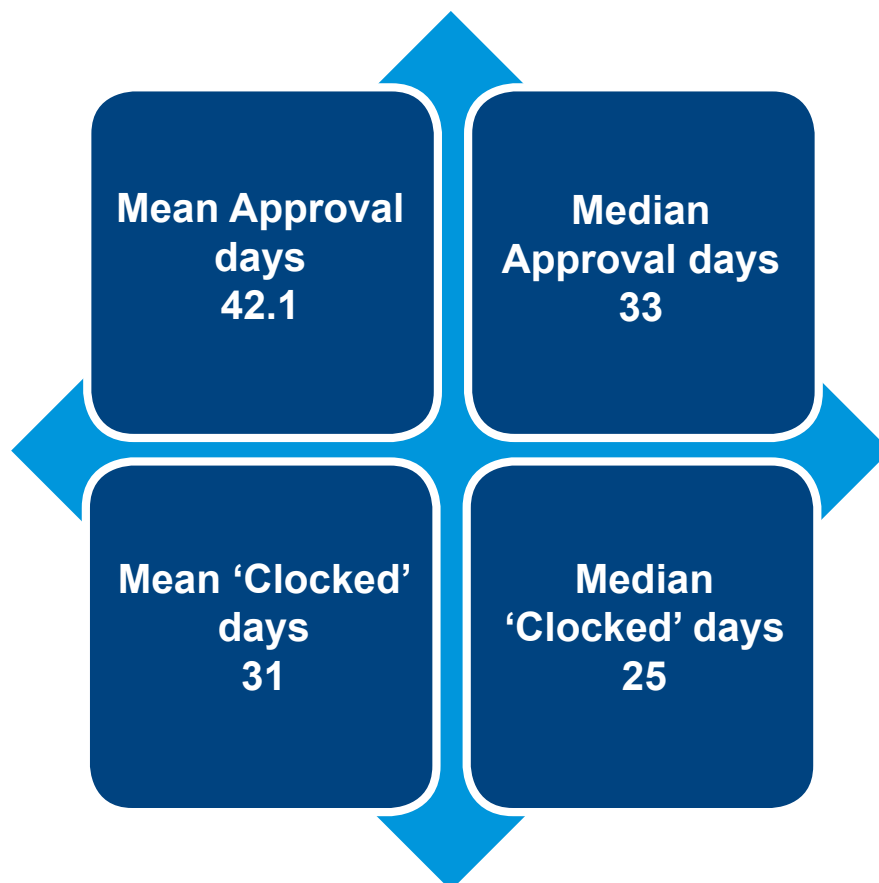 Mean Approval
days
42.1
Median
Approval days
33
Mean ‘Clocked’
days
31
Median
‘Clocked’ days
25